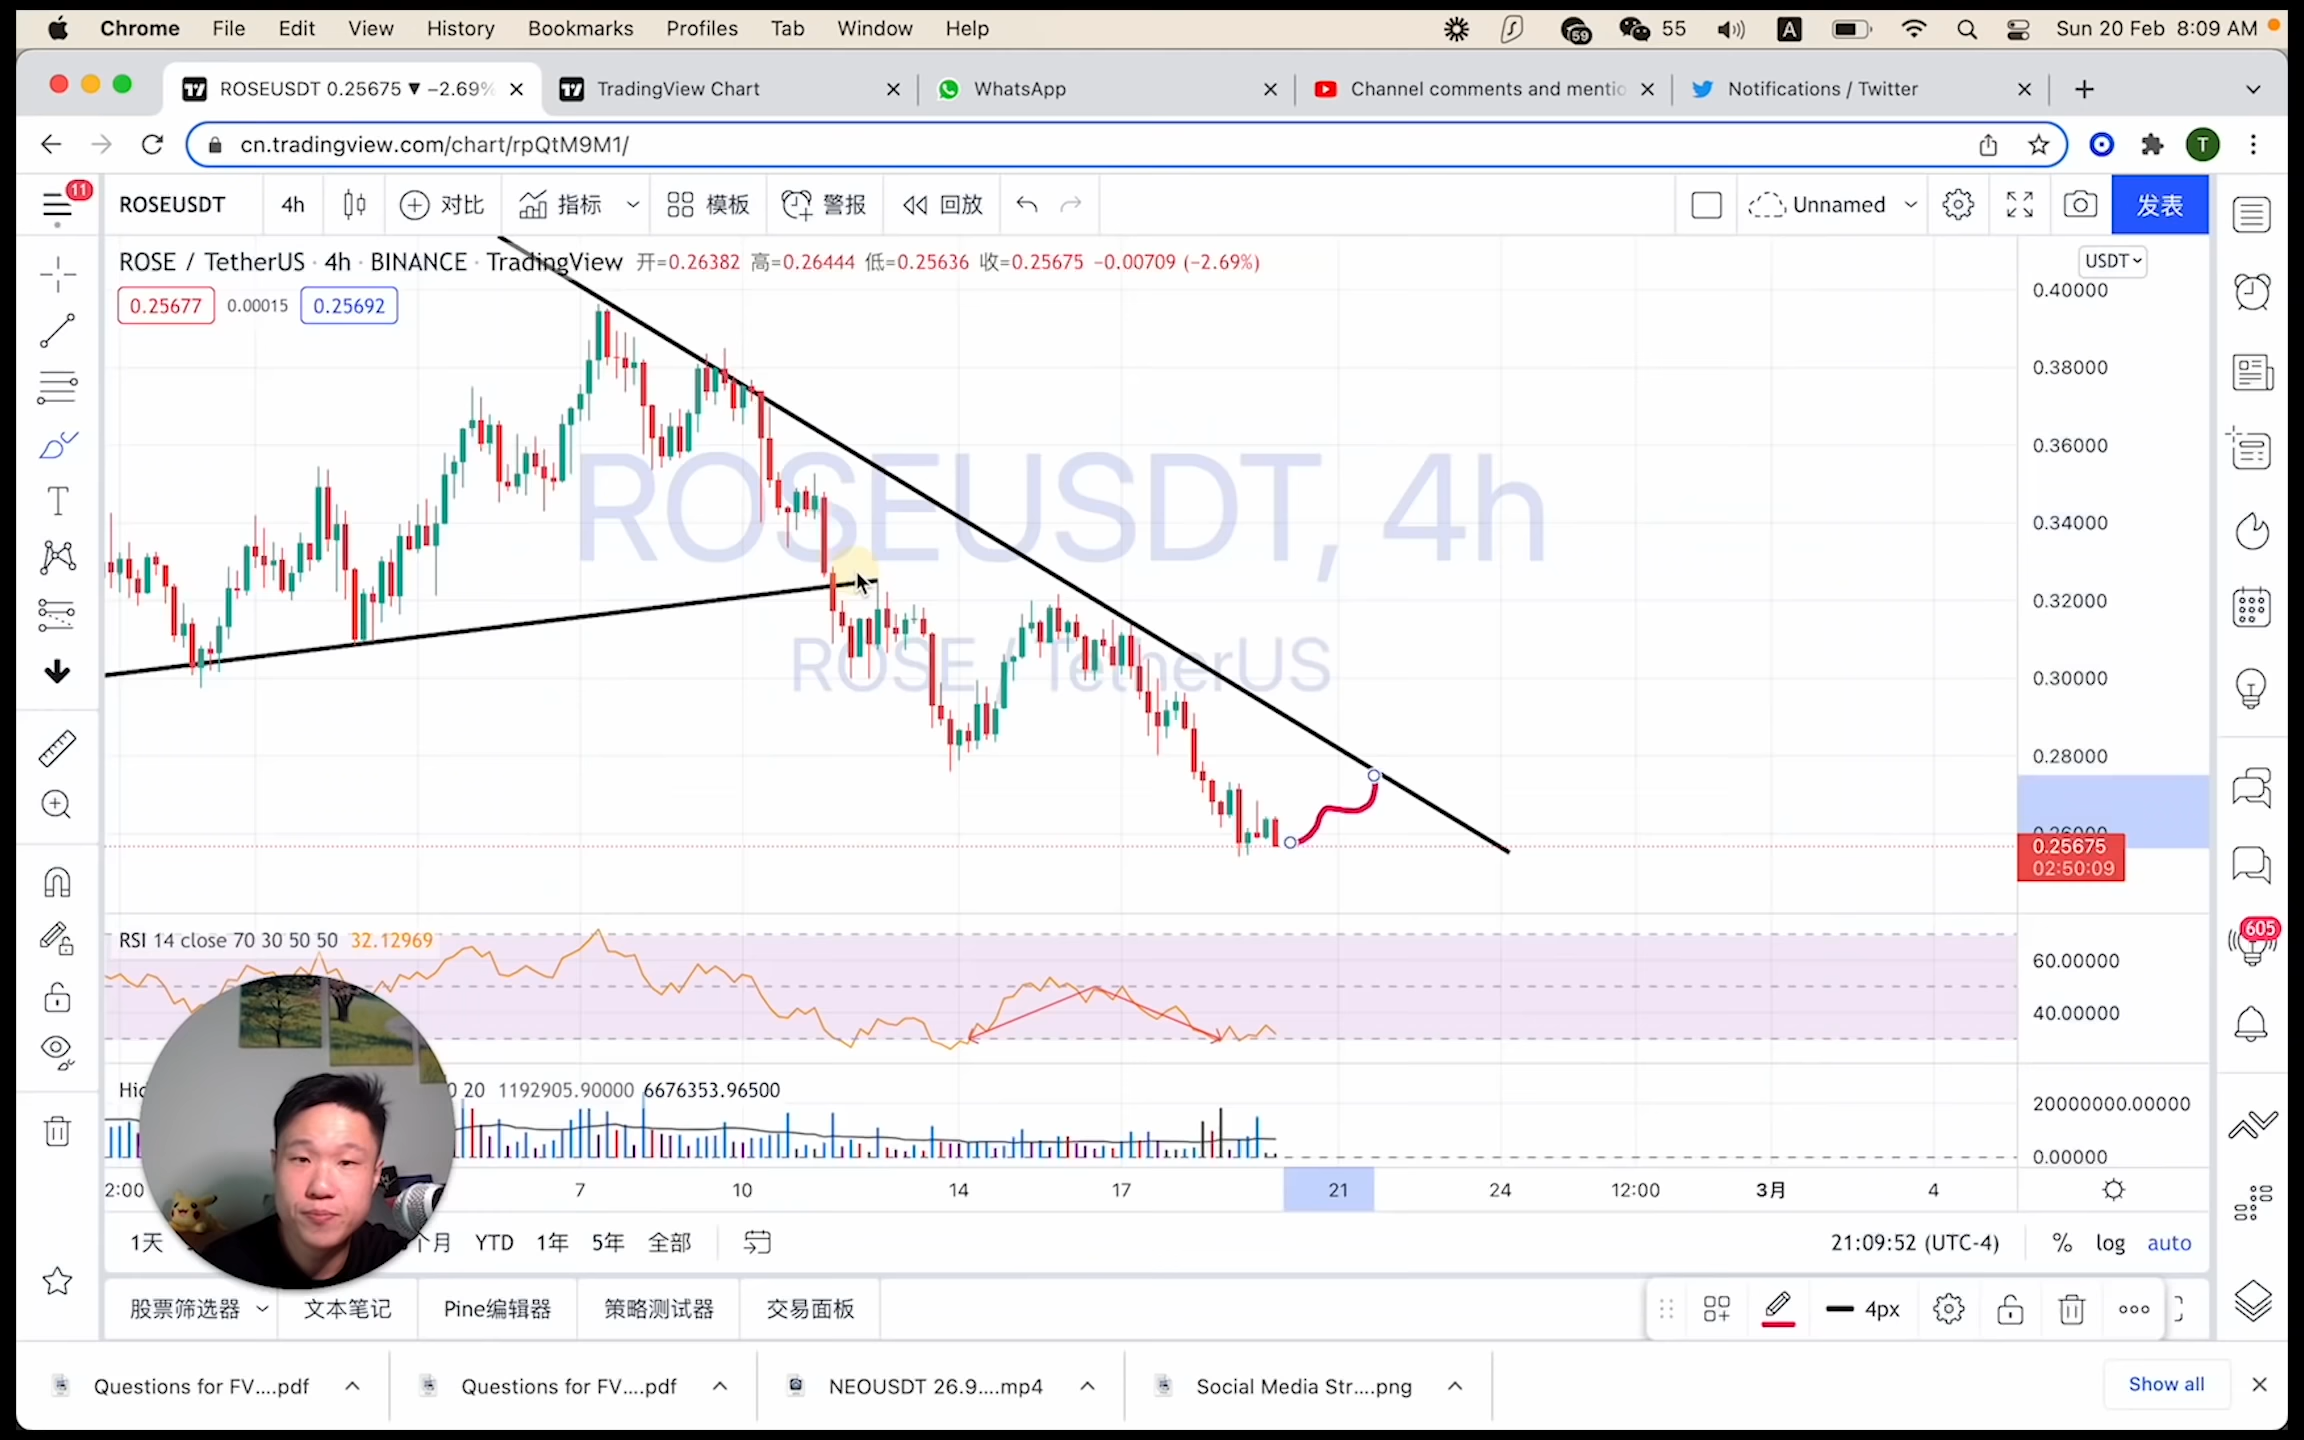 Chrome File Edit View History Bookmarks Profiles Tab Window Help 59 55 A Sun 20 Feb 8:09 AM
ROSEUSDT 0.25675 ▼ −2.69% TradingView Chart WhatsApp Channel comments and mentio Notifications / Twitter
cn.tradingview.com/chart/rpQtM9M1/ T
11 ROSEUSDT 4h 对比 指标 模板 警报 回放 Unnamed 发表
ROSE / TetherUS · 4h · BINANCE · TradingView 开=0.26382 高=0.26444 低=0.25636 收=0.25675 −0.00709 (−2.69%)
USDT
0.25677 0.00015 0.25692
0.40000
0.38000
0.36000
ROSEUSDT, 4h
0.34000
0.32000
ROSE / TetherUS
0.30000
0.28000
0.26000
0.25675
02:50:09
RSI 14 close 70 30 50 50 32.12969
605
60.00000
40.00000
Hig 0 20 1192905.90000 6676353.96500
20000000.00000
0.00000
2:00 7 10 14 17 21 24 12:00 3月 4
1天 个月 YTD 1年 5年 全部 21:09:52 (UTC-4) % log auto
股票筛选器 文本笔记 Pine编辑器 策略测试器 交易面板 4px
Questions for FV....pdf Questions for FV....pdf NEOUSDT 26.9....mp4 Social Media Str....png Show all